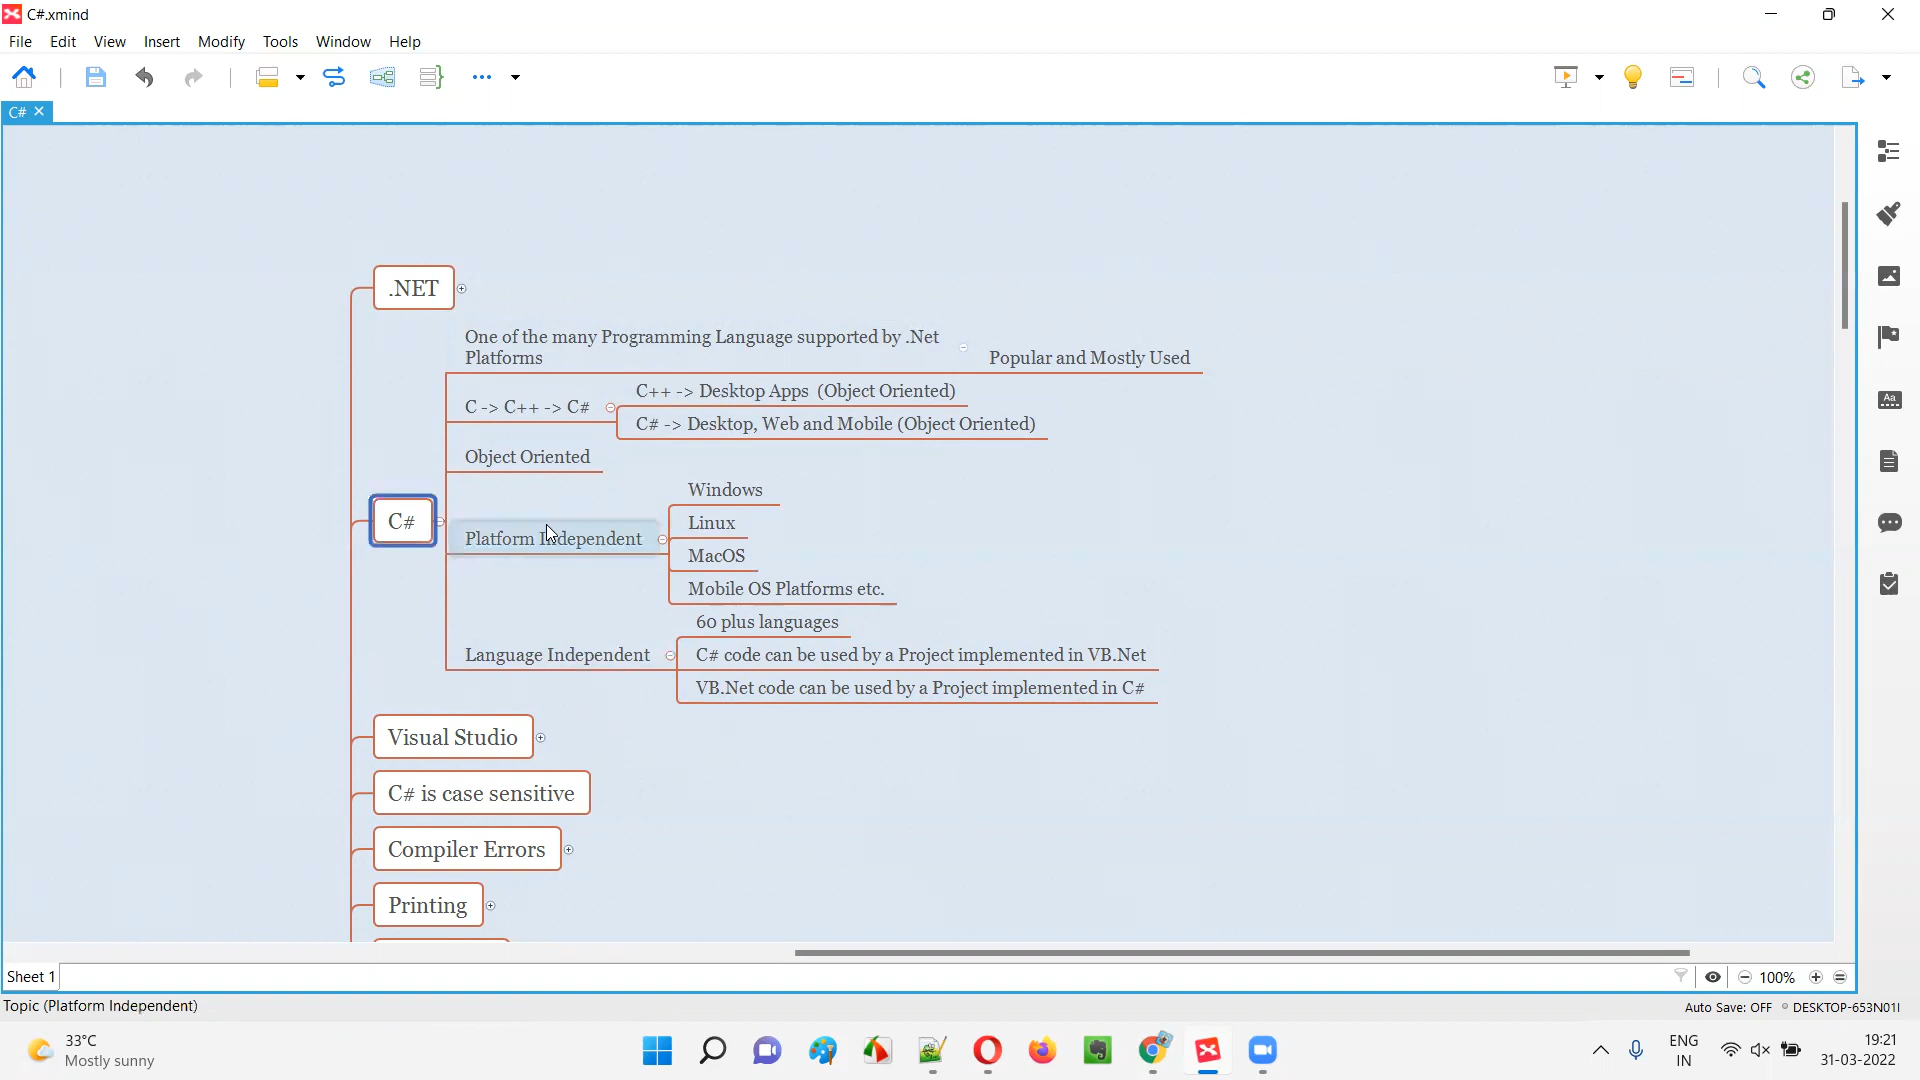 C#.xmind
File Edit View Insert Modify Tools Window Help
C#
.NET
One of the many Programming Language supported by .Net
Platforms
Popular and Mostly Used
C -> C++ -> C#
C++ -> Desktop Apps  (Object Oriented)
C# -> Desktop, Web and Mobile (Object Oriented)
Object Oriented
C#
Platform Independent
Windows
Linux
MacOS
Mobile OS Platforms etc.
Language Independent
60 plus languages
C# code can be used by a Project implemented in VB.Net
VB.Net code can be used by a Project implemented in C#
Visual Studio
C# is case sensitive
Compiler Errors
Printing
Sheet 1
100%
Topic (Platform Independent)
Auto Save: OFF
DESKTOP-653N01I
33°C
Mostly sunny
ENG
IN
19:21
31-03-2022
Aa